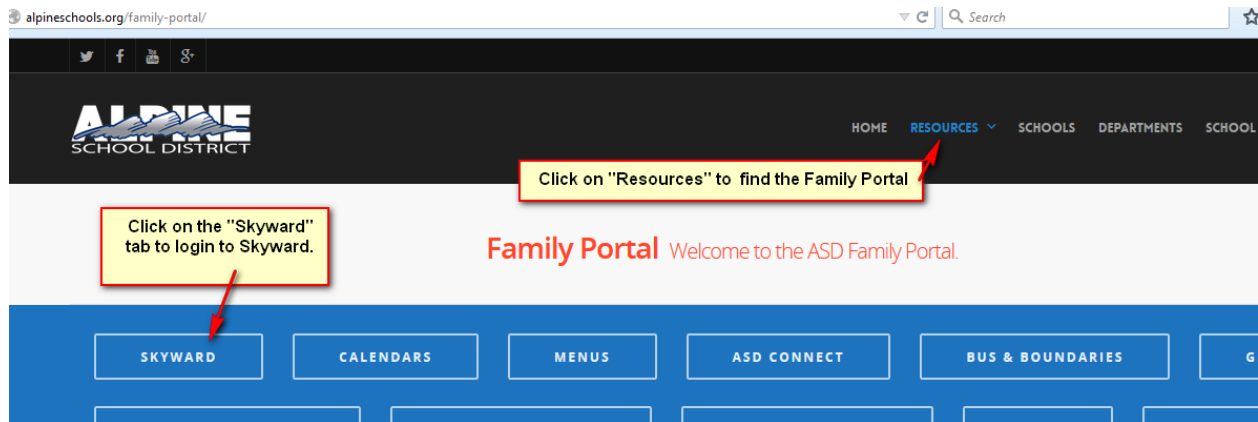 alpineschools.org/family-portal/
Search
ALPINE
SCHOOL DISTRICT
HOME RESOURCES SCHOOLS DEPARTMENTS SCHOOL
Click on "Resources" to find the Family Portal
Click on the "Skyward"
tab to login to Skyward.
Family Portal Welcome to the ASD Family Portal.
SKYWARD CALENDARS MENUS ASD CONNECT BUS & BOUNDARIES G